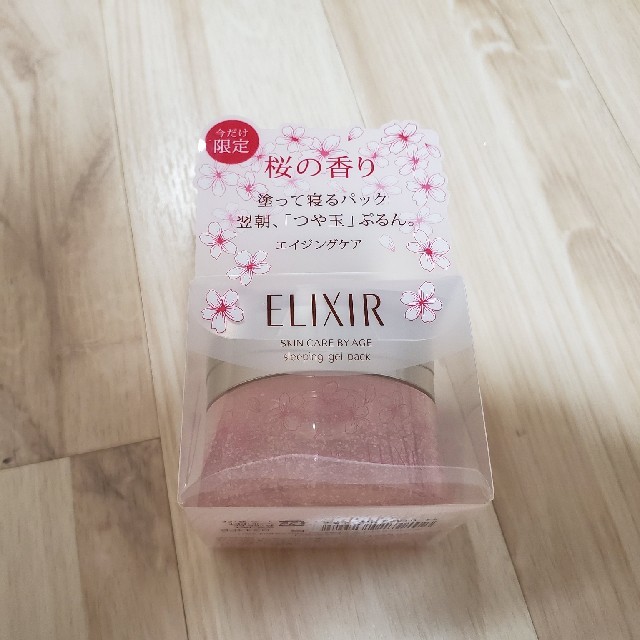 今だけ
限定
桜の香り
塗って寝るパック
翌朝、「つや玉」ぷるん。
エイジングケア
ELIXIR
SKIN CARE BY AGE
sleeping gel pack